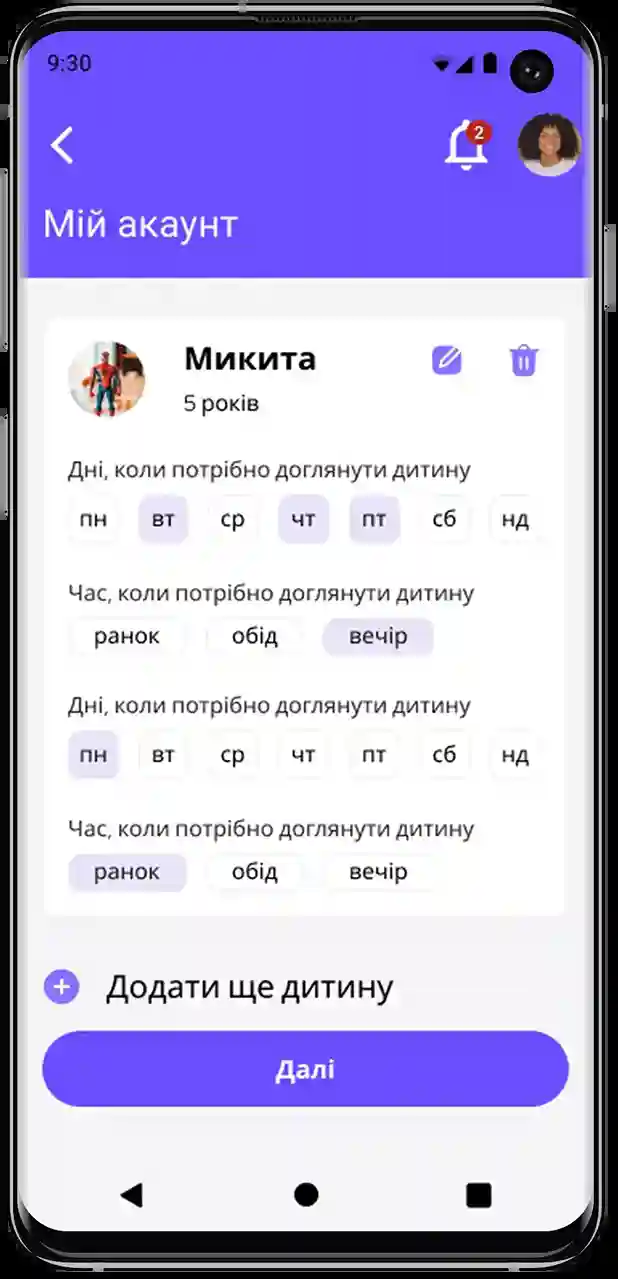 9:30
2
Мій акаунт
Микита
5 років
Дні, коли потрібно доглянути дитину
пн вт ср чт пт сб нд
Час, коли потрібно доглянути дитину
ранок обід вечір
Дні, коли потрібно доглянути дитину
пн вт ср чт пт сб нд
Час, коли потрібно доглянути дитину
ранок обід вечір
Додати ще дитину
Далі